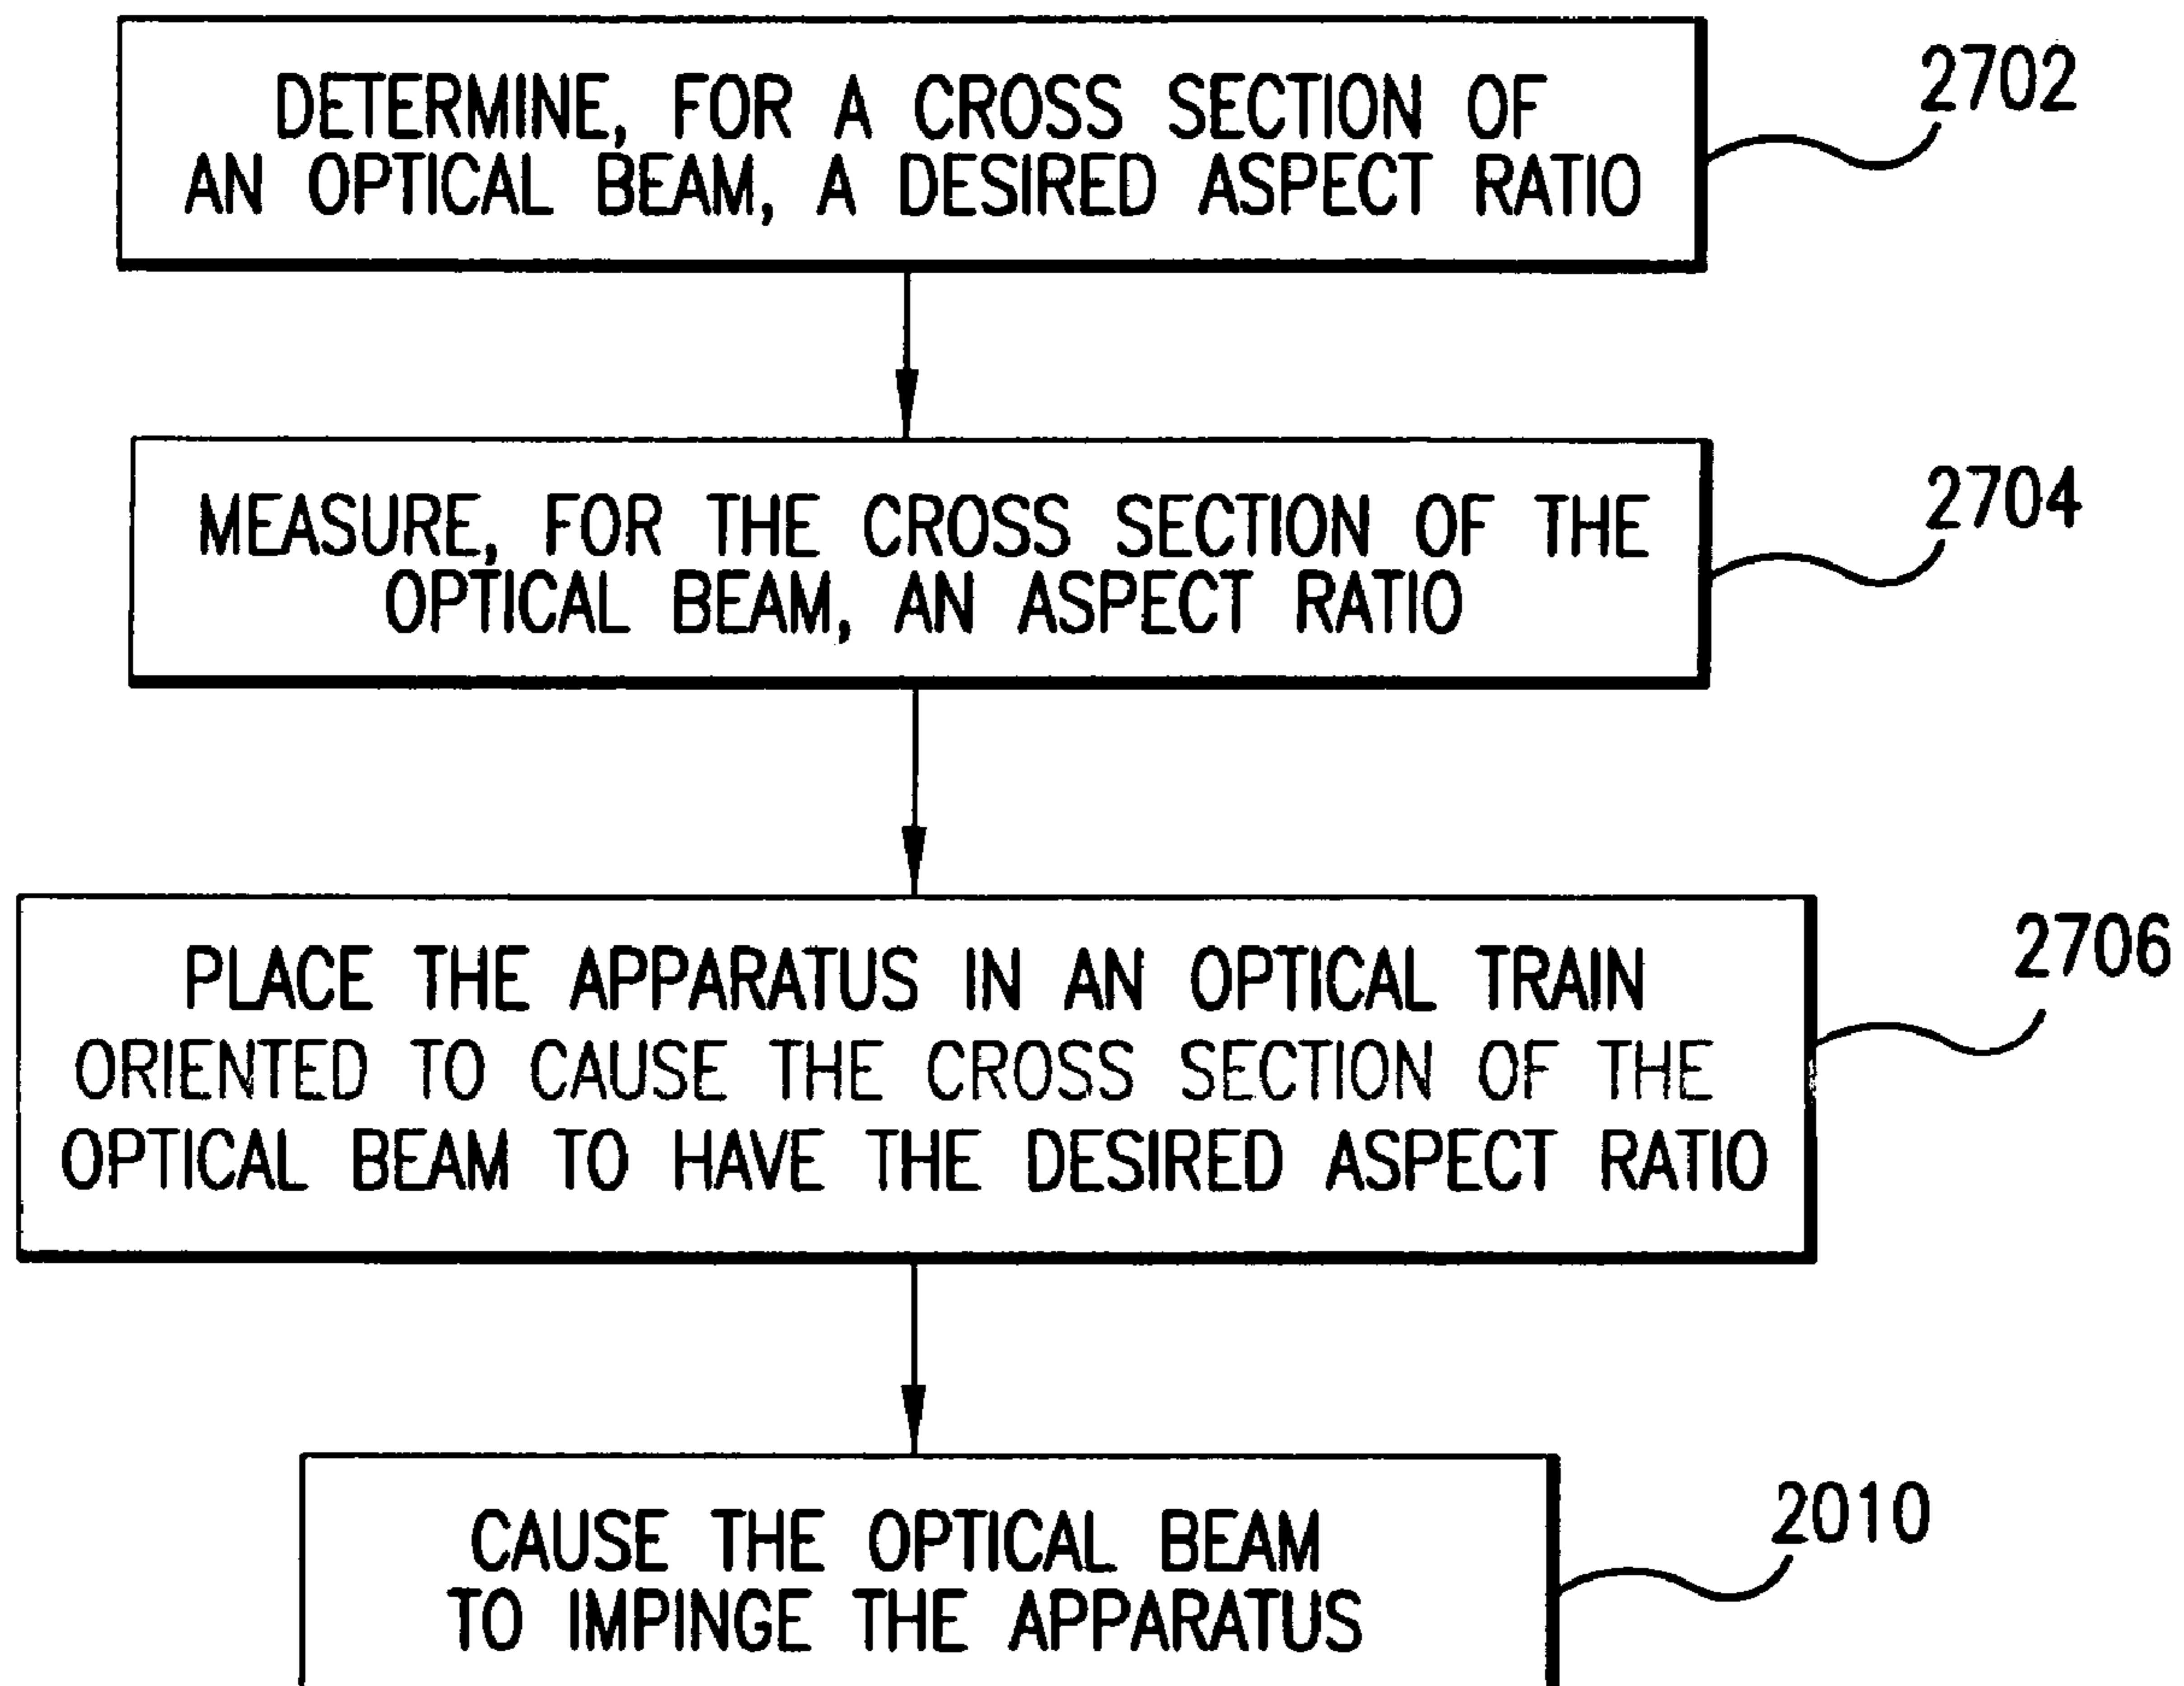 DETERMINE, FOR A CROSS SECTION OF
AN OPTICAL BEAM, A DESIRED ASPECT RATIO
2702
MEASURE, FOR THE CROSS SECTION OF THE
OPTICAL BEAM, AN ASPECT RATIO
2704
PLACE THE APPARATUS IN AN OPTICAL TRAIN
ORIENTED TO CAUSE THE CROSS SECTION OF THE
OPTICAL BEAM TO HAVE THE DESIRED ASPECT RATIO
2706
CAUSE THE OPTICAL BEAM
TO IMPINGE THE APPARATUS
2010